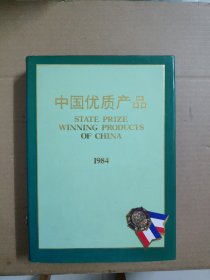 中国优质产品
STATE PRIZE
WINNING PRODUCTS
OF CHINA
1984